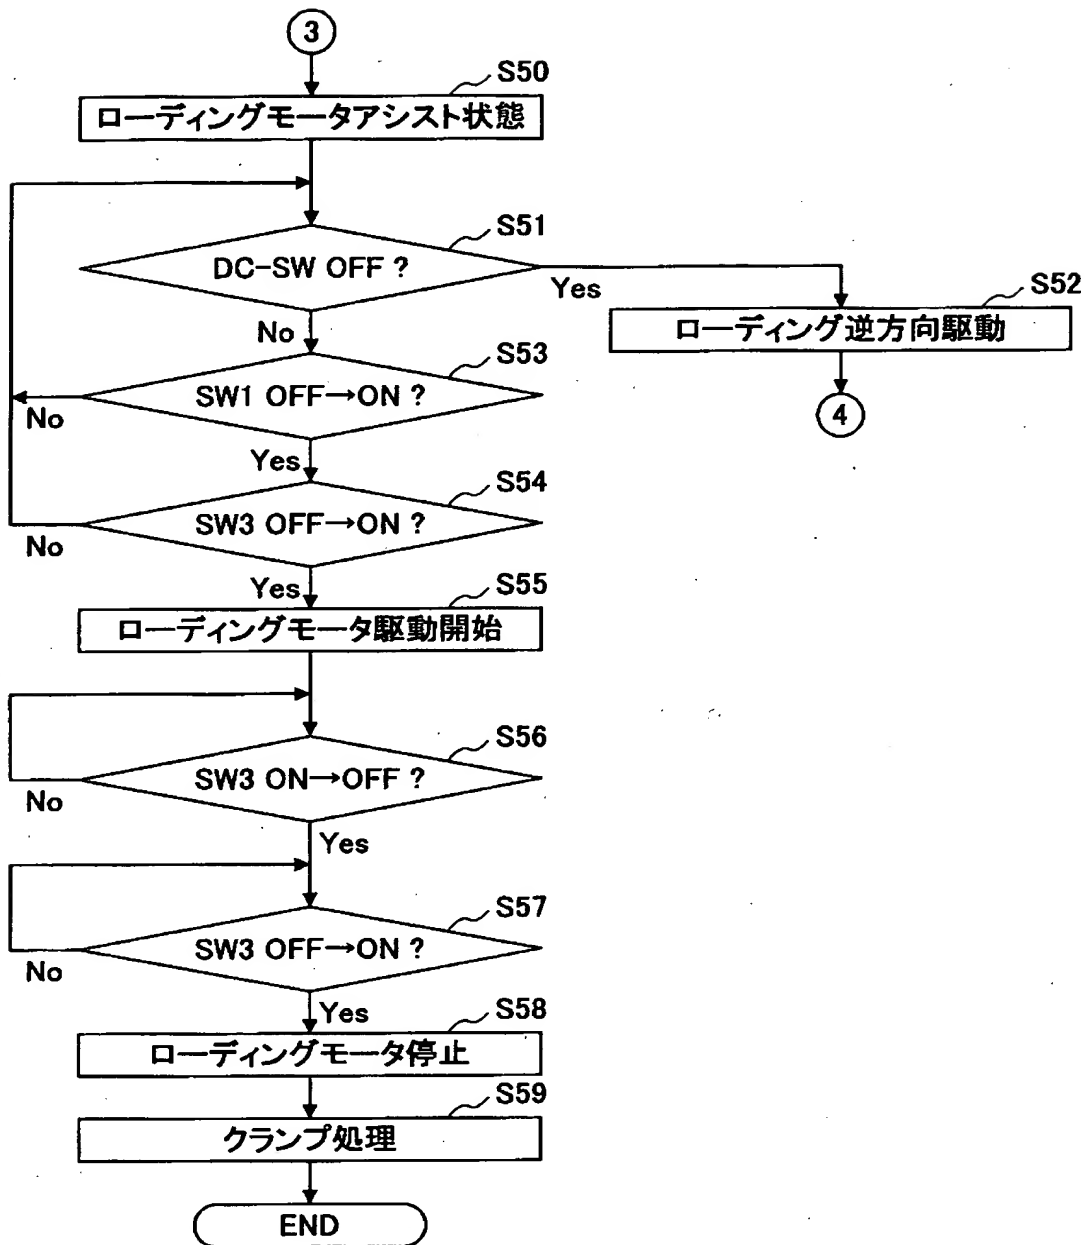 3
S50
ローディングモータアシスト状態
S51
DC-SW OFF ?
Yes
S52
ローディング逆方向駆動
4
No
S53
SW1 OFF→ON ?
No
Yes
S54
SW3 OFF→ON ?
No
Yes
S55
ローディングモータ駆動開始
S56
SW3 ON→OFF ?
No
Yes
S57
SW3 OFF→ON ?
No
Yes
S58
ローディングモータ停止
S59
クランプ処理
END